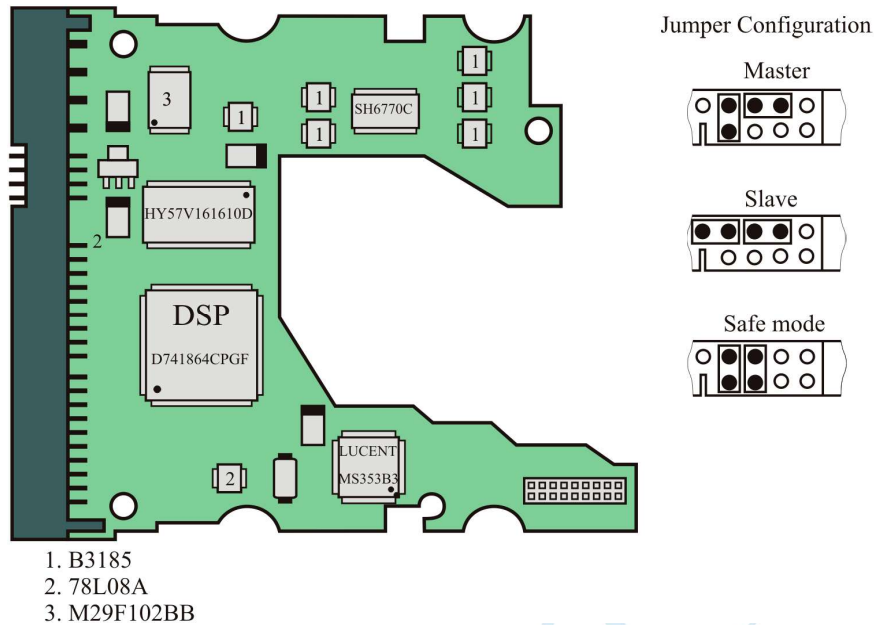 Jumper Configuration
Master
Slave
Safe mode
3
1
1
1
SH6770C
1
1
1
HY57V161610D
2
DSP
D741864CPGF
LUCENT
MS353B3
2
1. B3185
2. 78L08A
3. M29F102BB